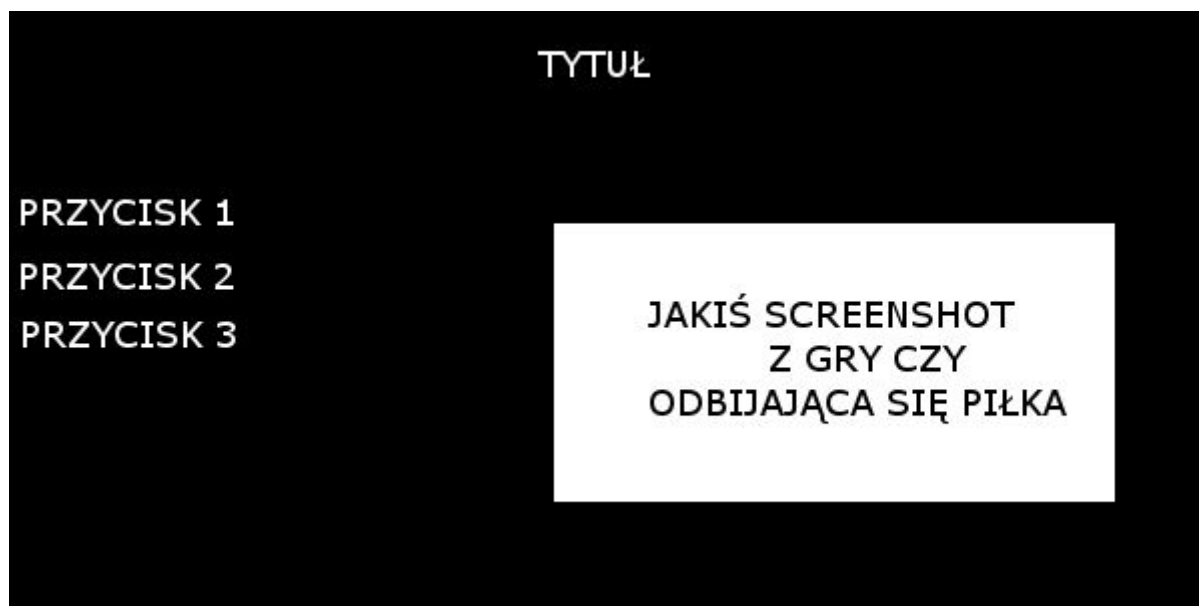 TYTUŁ
PRZYCISK 1
PRZYCISK 2
PRZYCISK 3
JAKIŚ SCREENSHOT
Z GRY CZY
ODBIJAJĄCA SIĘ PIŁKA